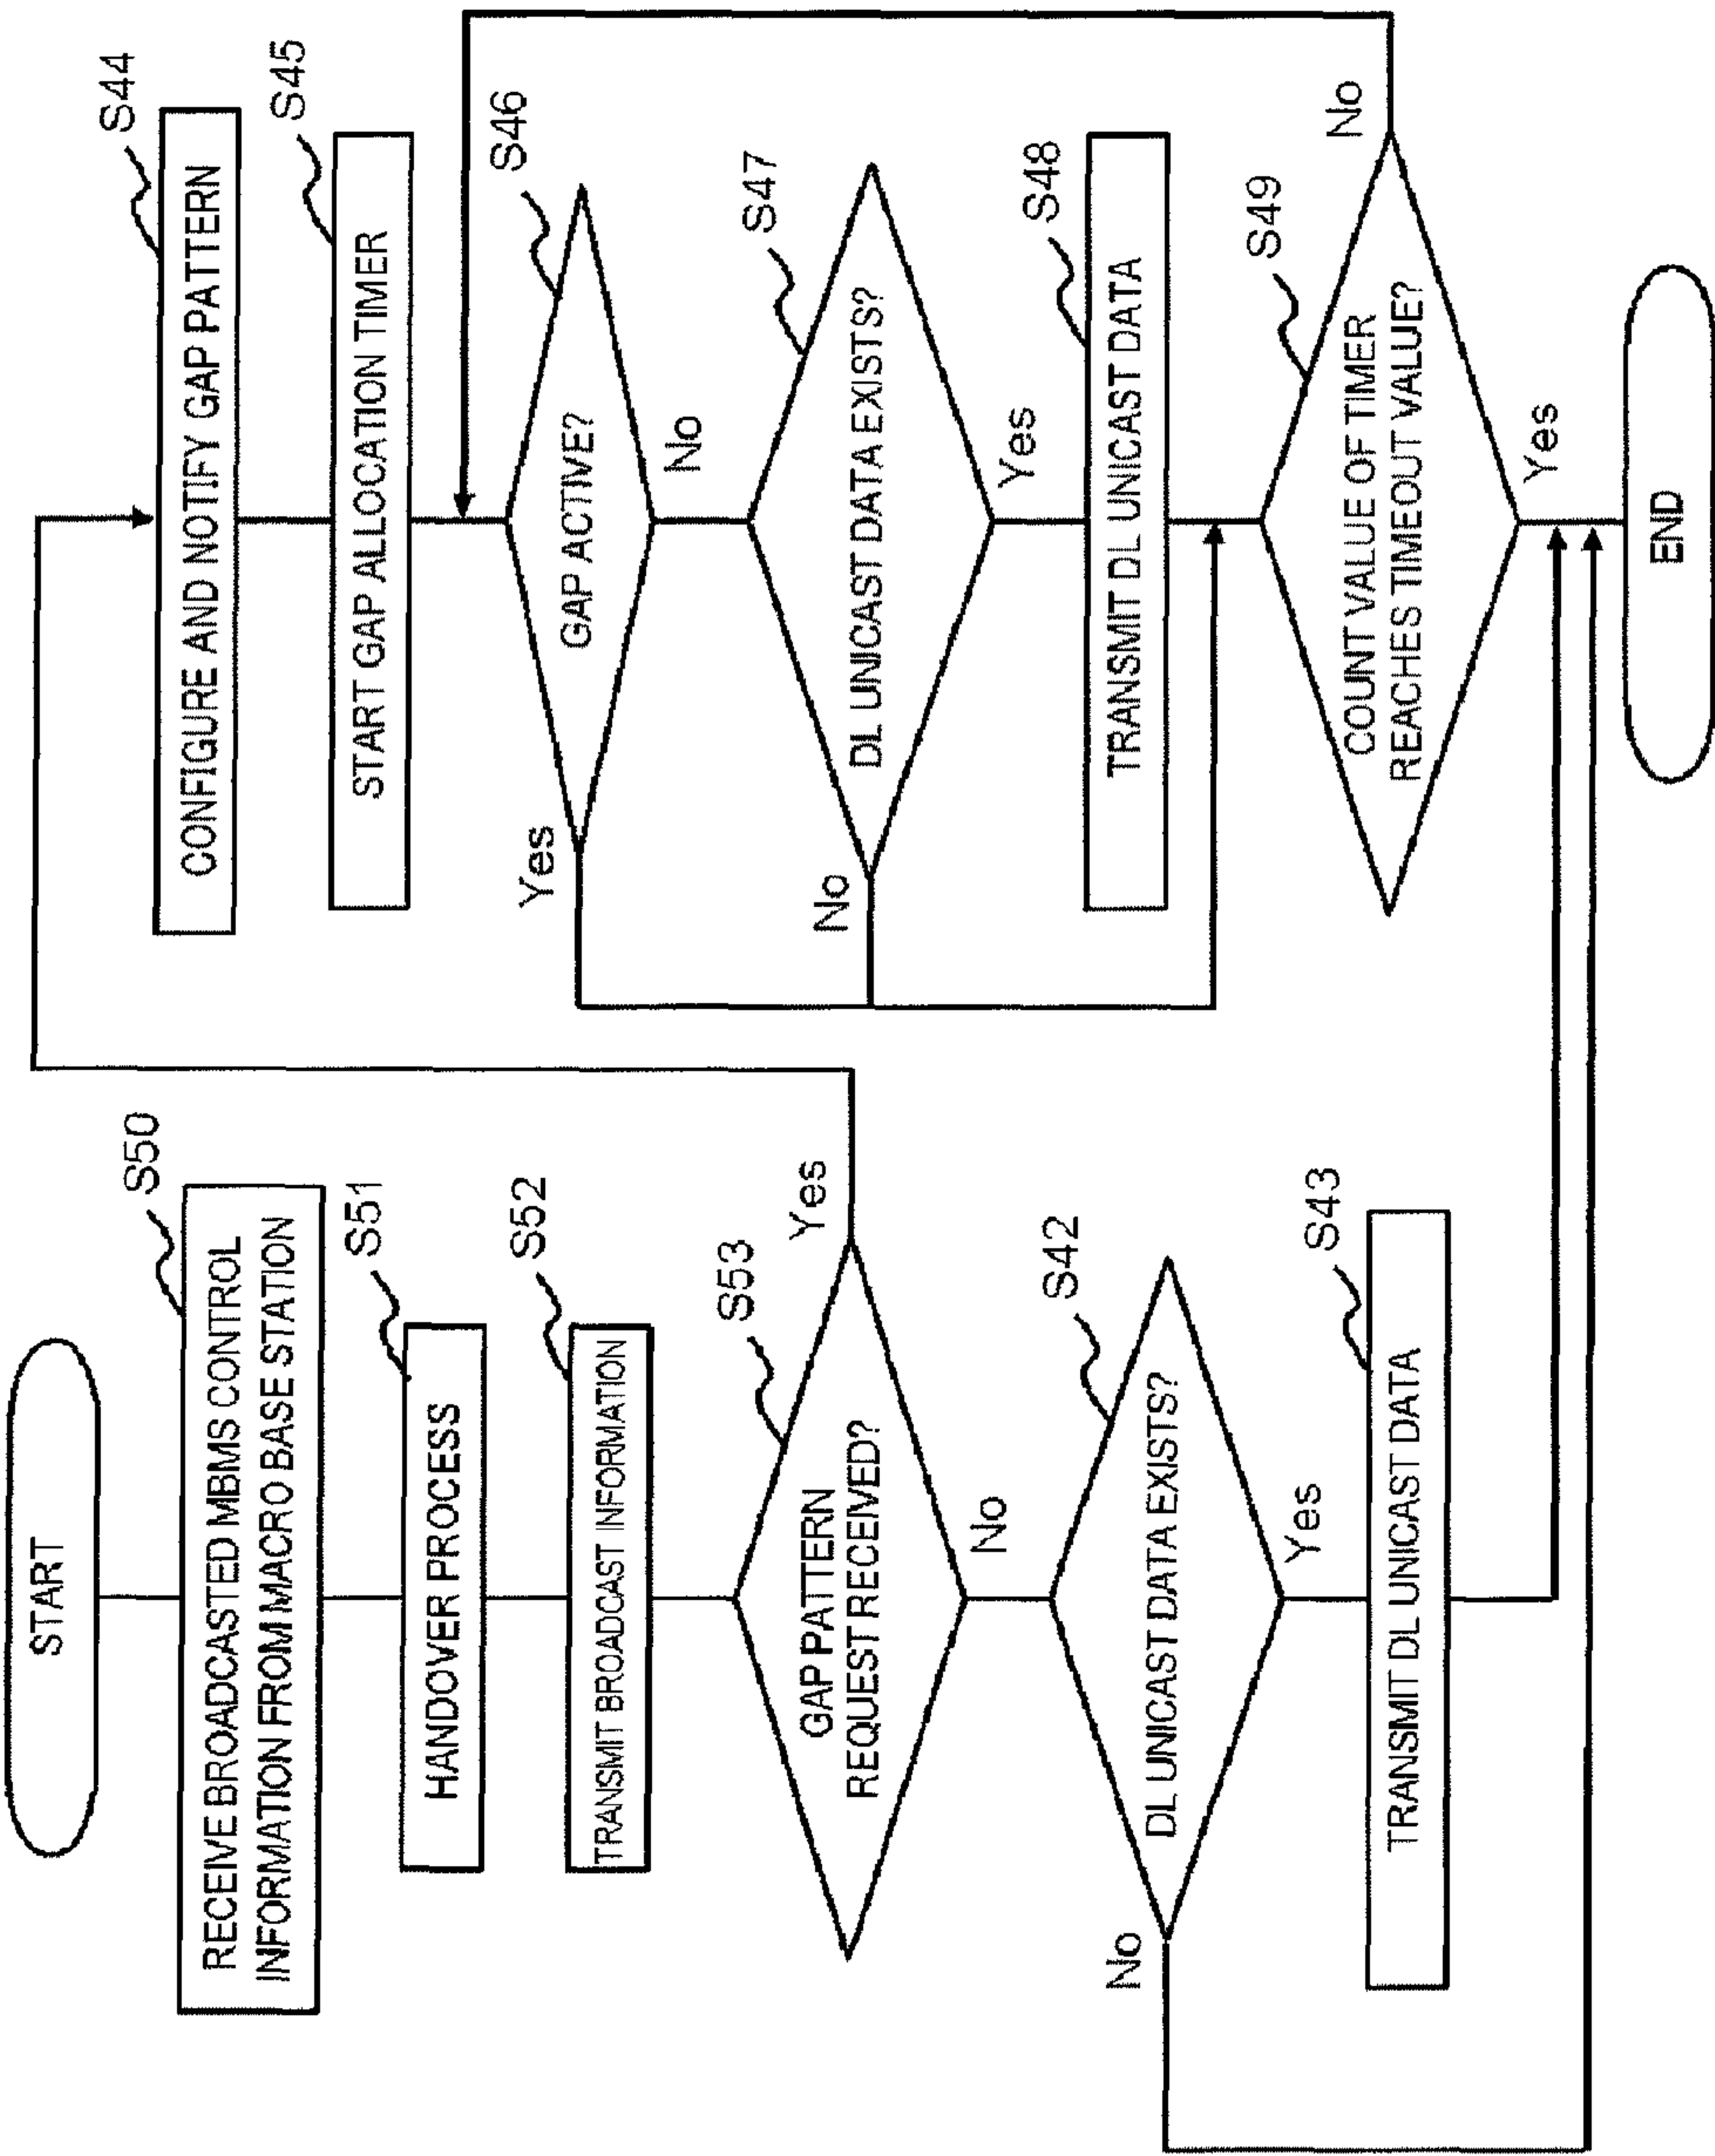 START
S50
RECEIVE BROADCASTED MBMS CONTROL
INFORMATION FROM MACRO BASE STATION
S51
HANDOVER PROCESS
S52
TRANSMIT BROADCAST INFORMATION
S53
GAP PATTERN
REQUEST RECEIVED?
Yes
No
S42
DL UNICAST DATA EXISTS?
No
Yes
S43
TRANSMIT DL UNICAST DATA
S44
CONFIGURE AND NOTIFY GAP PATTERN
S45
START GAP ALLOCATION TIMER
S46
GAP ACTIVE?
Yes
No
S47
DL UNICAST DATA EXISTS?
No
Yes
S48
TRANSMIT DL UNICAST DATA
S49
COUNT VALUE OF TIMER
REACHES TIMEOUT VALUE?
No
Yes
END